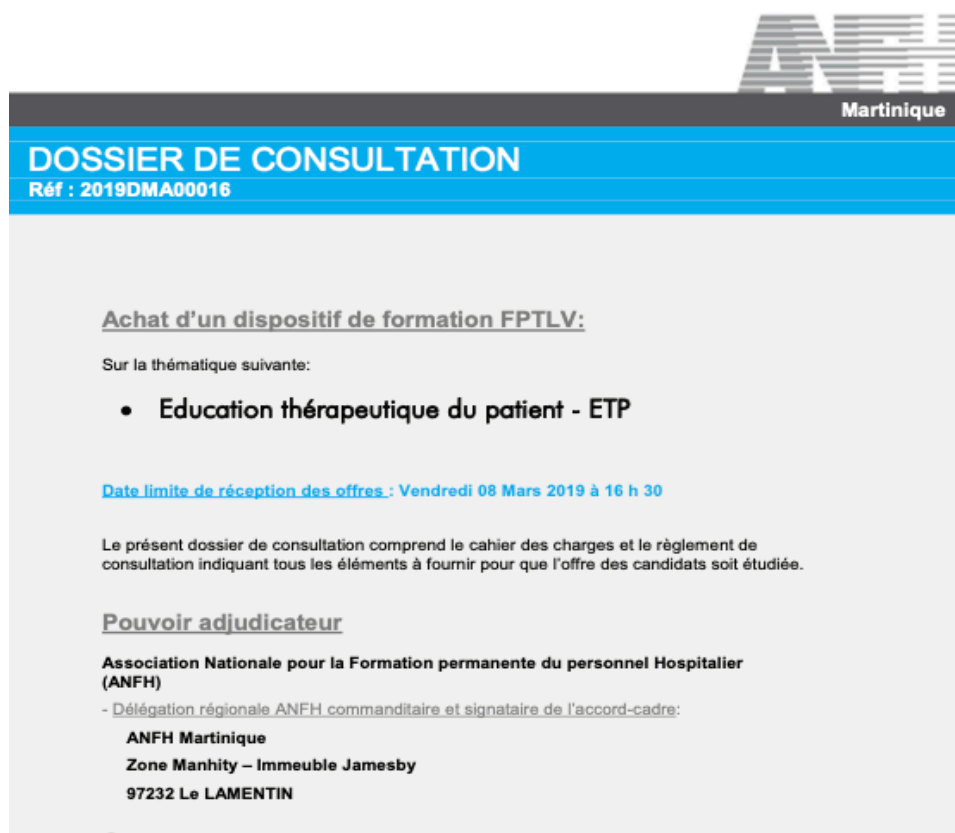 ANFH
Martinique
DOSSIER DE CONSULTATION
Réf : 2019DMA00016
Achat d'un dispositif de formation FPTLV:
Sur la thématique suivante:
• Education thérapeutique du patient - ETP
Date limite de réception des offres : Vendredi 08 Mars 2019 à 16 h 30
Le présent dossier de consultation comprend le cahier des charges et le règlement de
consultation indiquant tous les éléments à fournir pour que l'offre des candidats soit étudiée.
Pouvoir adjudicateur
Association Nationale pour la Formation permanente du personnel Hospitalier
(ANFH)
- Délégation régionale ANFH commanditaire et signataire de l'accord-cadre:
ANFH Martinique
Zone Manhity – Immeuble Jamesby
97232 Le LAMENTIN